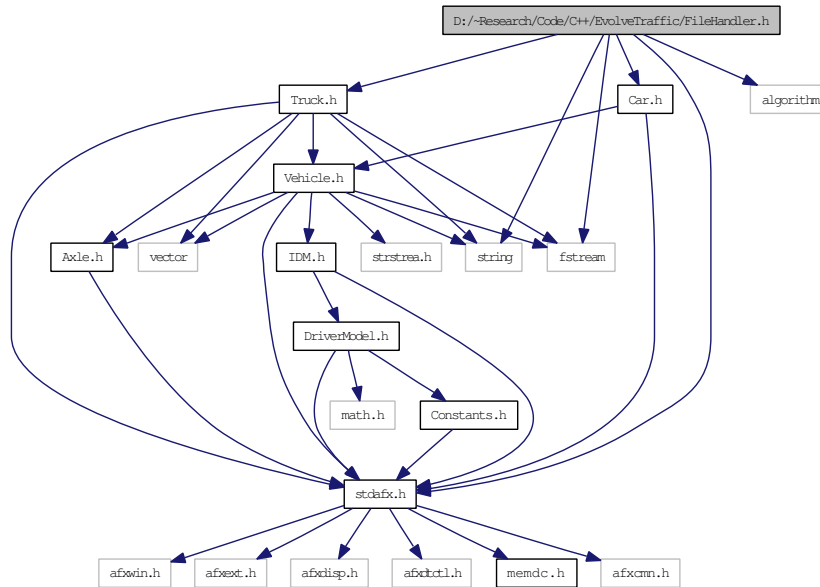 D:/~Research/Code/C++/EvolveTraffic/FileHandler.h
Truck.h
Car.h
algorithm
Vehicle.h
Axle.h
vector
IDM.h
strstrea.h
string
fstream
DriverModel.h
math.h
Constants.h
stdafx.h
afxwin.h
afxext.h
afxdisp.h
afxdtctl.h
memdc.h
afxcmn.h